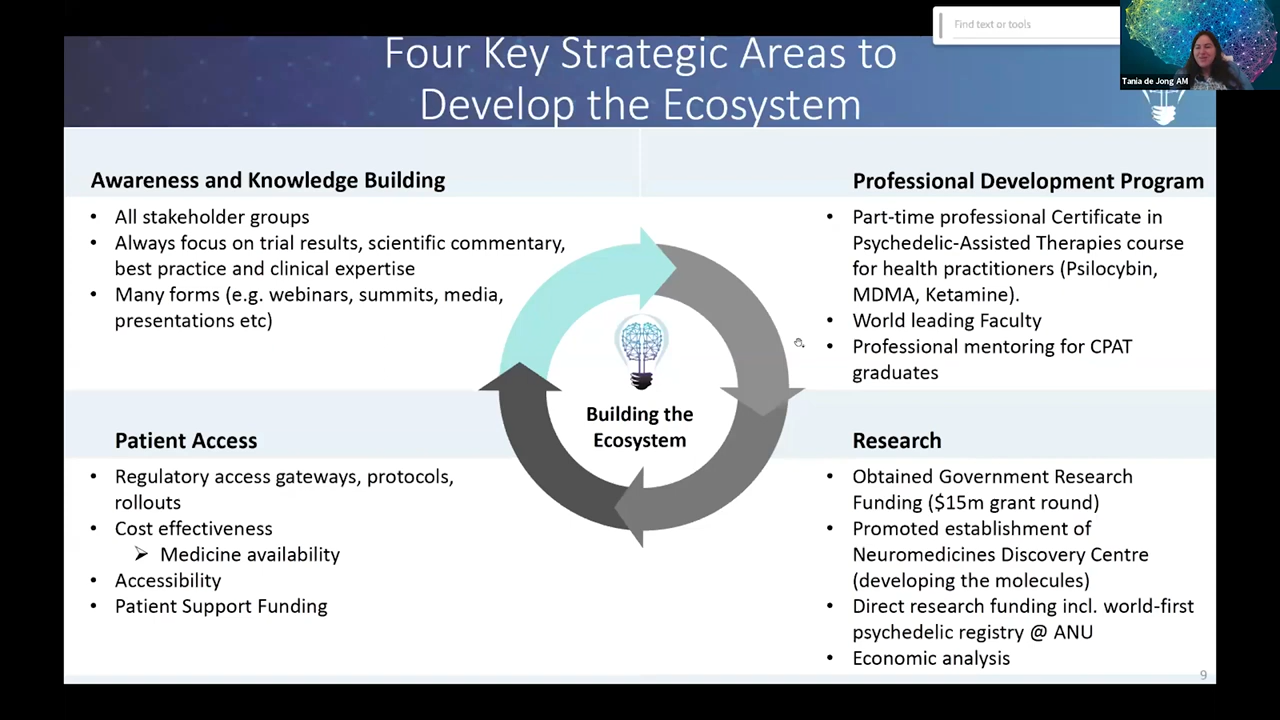 Four Key Strategic Areas to
Develop the Ecosystem
Find text or tools
Tania de Jong AM
Awareness and Knowledge Building
• All stakeholder groups
• Always focus on trial results, scientific commentary,
best practice and clinical expertise
• Many forms (e.g. webinars, summits, media,
presentations etc)
Professional Development Program
• Part-time professional Certificate in
Psychedelic-Assisted Therapies course
for health practitioners (Psilocybin,
MDMA, Ketamine).
• World leading Faculty
• Professional mentoring for CPAT
graduates
Building the
Ecosystem
Patient Access
• Regulatory access gateways, protocols,
rollouts
• Cost effectiveness
➢ Medicine availability
• Accessibility
• Patient Support Funding
Research
• Obtained Government Research
Funding ($15m grant round)
• Promoted establishment of
Neuromedicines Discovery Centre
(developing the molecules)
• Direct research funding incl. world-first
psychedelic registry @ ANU
• Economic analysis
9